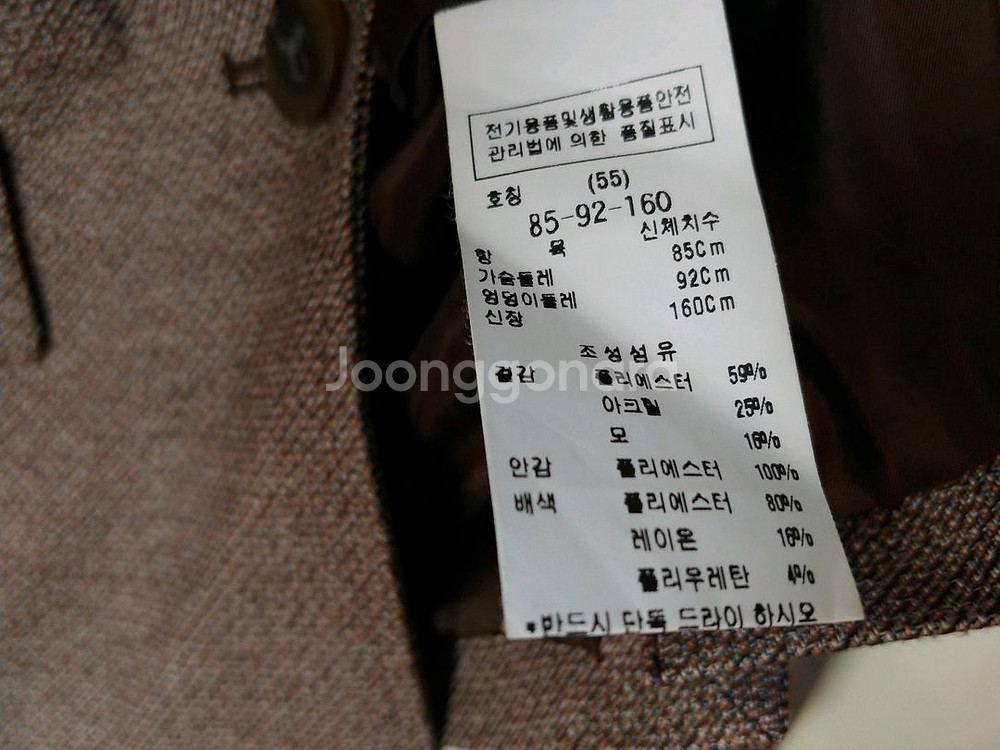 전기용품및생활용품안전
관리법에 의한 품질표시
호칭 (55)
85-92-160
항 목 신체치수
가슴둘레 85Cm
엉덩이둘레 92Cm
신장 160Cm
조성섬유
겉감 폴리에스터 59%
아크릴 25%
모 16%
안감 폴리에스터 100%
배색 폴리에스터 80%
레이온 16%
폴리우레탄 4%
*반드시 단독 드라이 하시오
Joonggonara